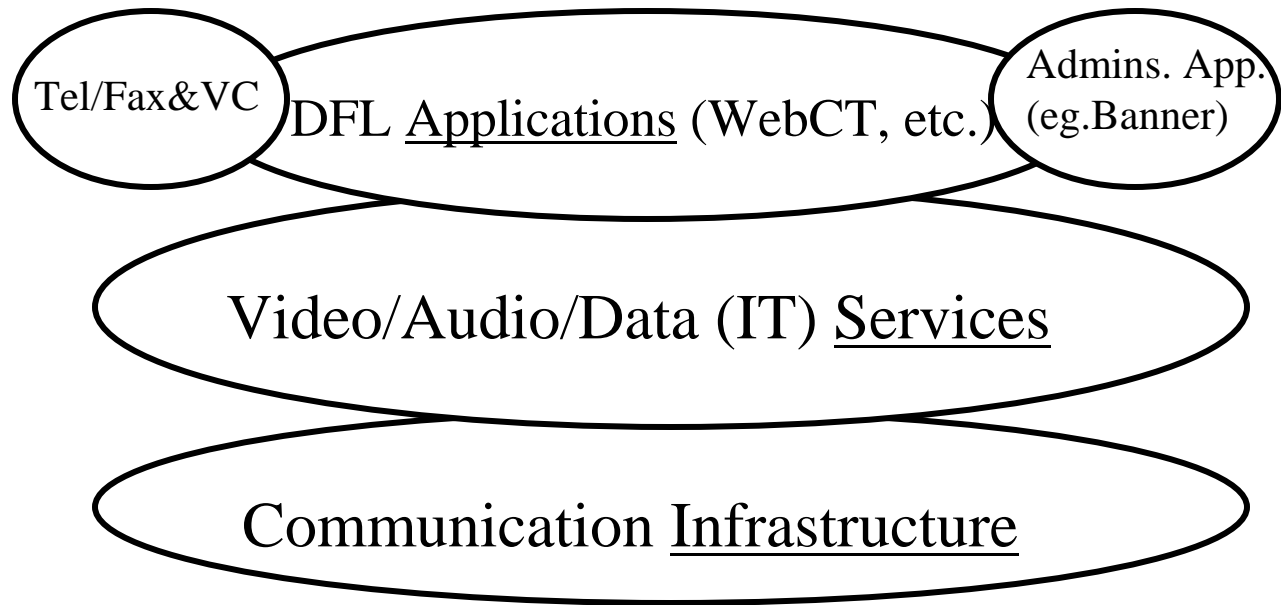 Tel/Fax&VC
DFL Applications (WebCT, etc.)
Admins. App.
(eg.Banner)
Video/Audio/Data (IT) Services
Communication Infrastructure